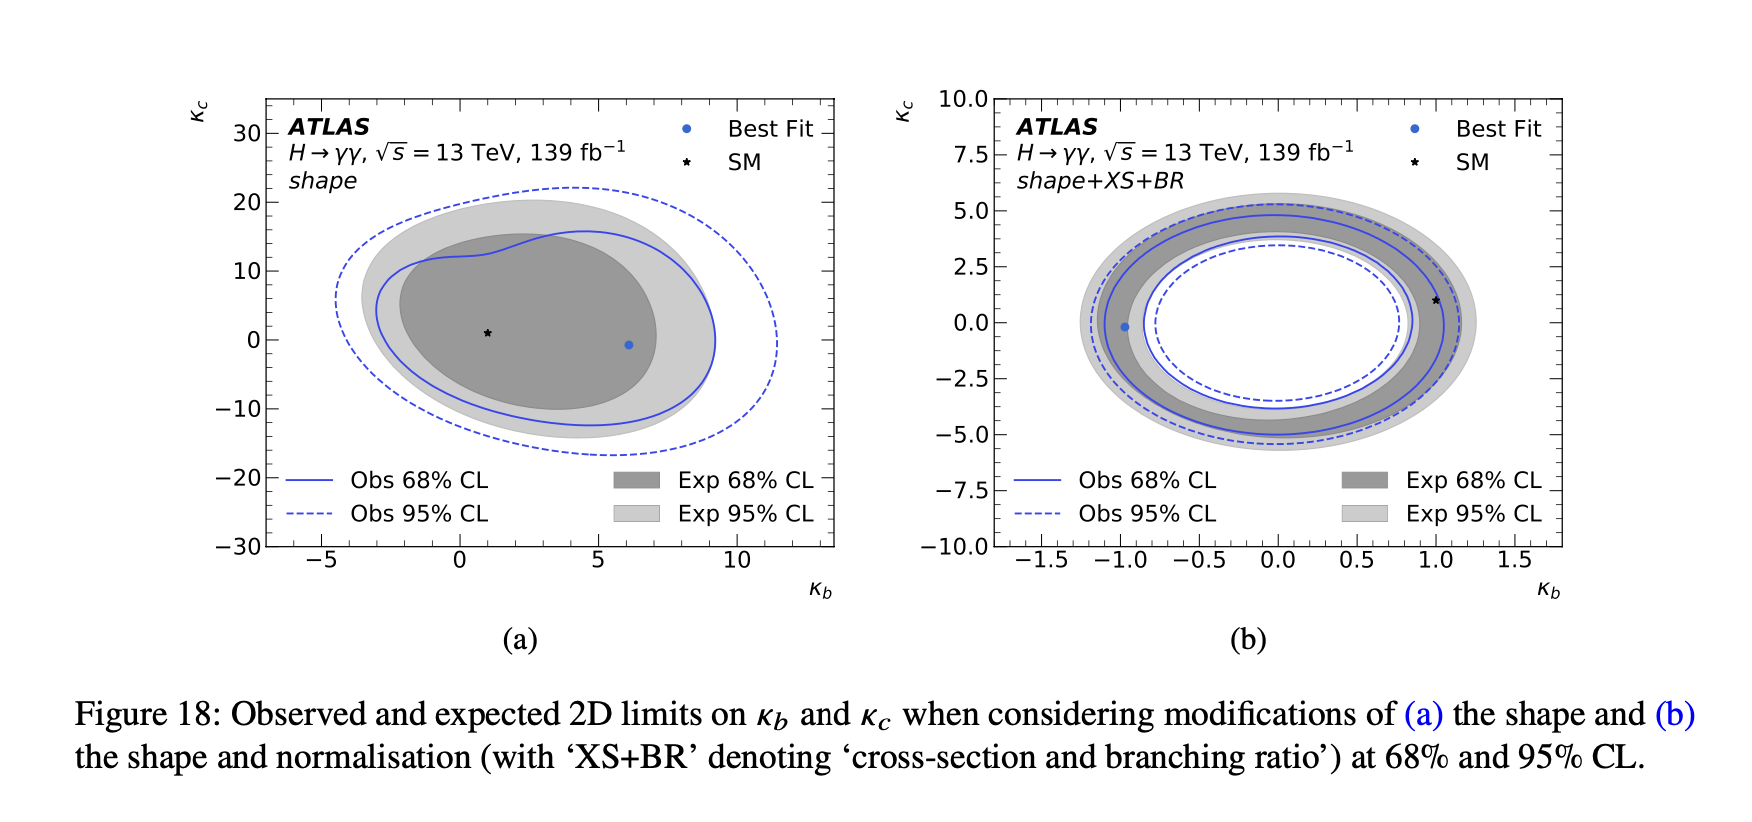 κc
30
20
10
0
−10
−20
−30
ATLAS
H → γγ, √s = 13 TeV, 139 fb⁻¹
shape
Best Fit
SM
Obs 68% CL
Obs 95% CL
Exp 68% CL
Exp 95% CL
−5 0 5 10
κb
(a)
κc
10.0
7.5
5.0
2.5
0.0
−2.5
−5.0
−7.5
−10.0
ATLAS
H → γγ, √s = 13 TeV, 139 fb⁻¹
shape+XS+BR
Best Fit
SM
Obs 68% CL
Obs 95% CL
Exp 68% CL
Exp 95% CL
−1.5 −1.0 −0.5 0.0 0.5 1.0 1.5
κb
(b)
Figure 18: Observed and expected 2D limits on κb and κc when considering modifications of (a) the shape and (b)
the shape and normalisation (with ‘XS+BR’ denoting ‘cross-section and branching ratio’) at 68% and 95% CL.